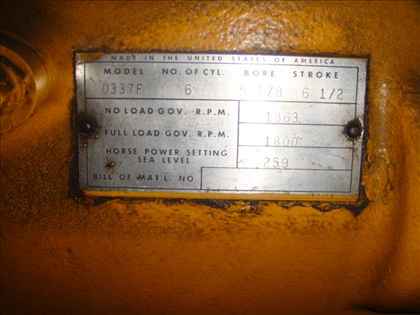 MADE IN THE UNITED STATES OF AMERICA
MODEL NO. OF CYL. BORE STROKE
D337F 6 5 1/8 6 1/2
NO LOAD GOV. R.P.M. 1963
FULL LOAD GOV. R.P.M. 1800
HORSE POWER SETTING SEA LEVEL 259
BILL OF MAT'L. NO.